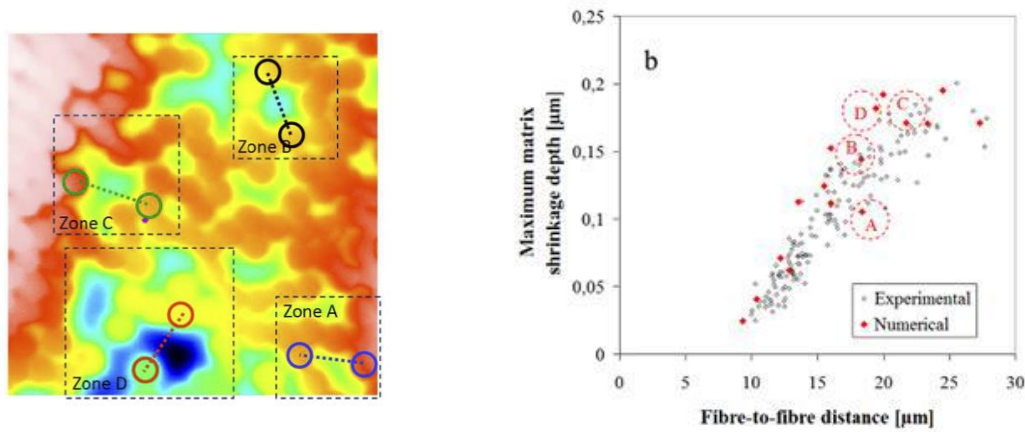 Zone B
Zone C
Zone A
Zone D
b
Maximum matrix
shrinkage depth [µm]
0,25
0,2
0,15
0,1
0,05
0
D
C
B
A
Experimental
Numerical
0
5
10
15
20
25
30
Fibre-to-fibre distance [µm]